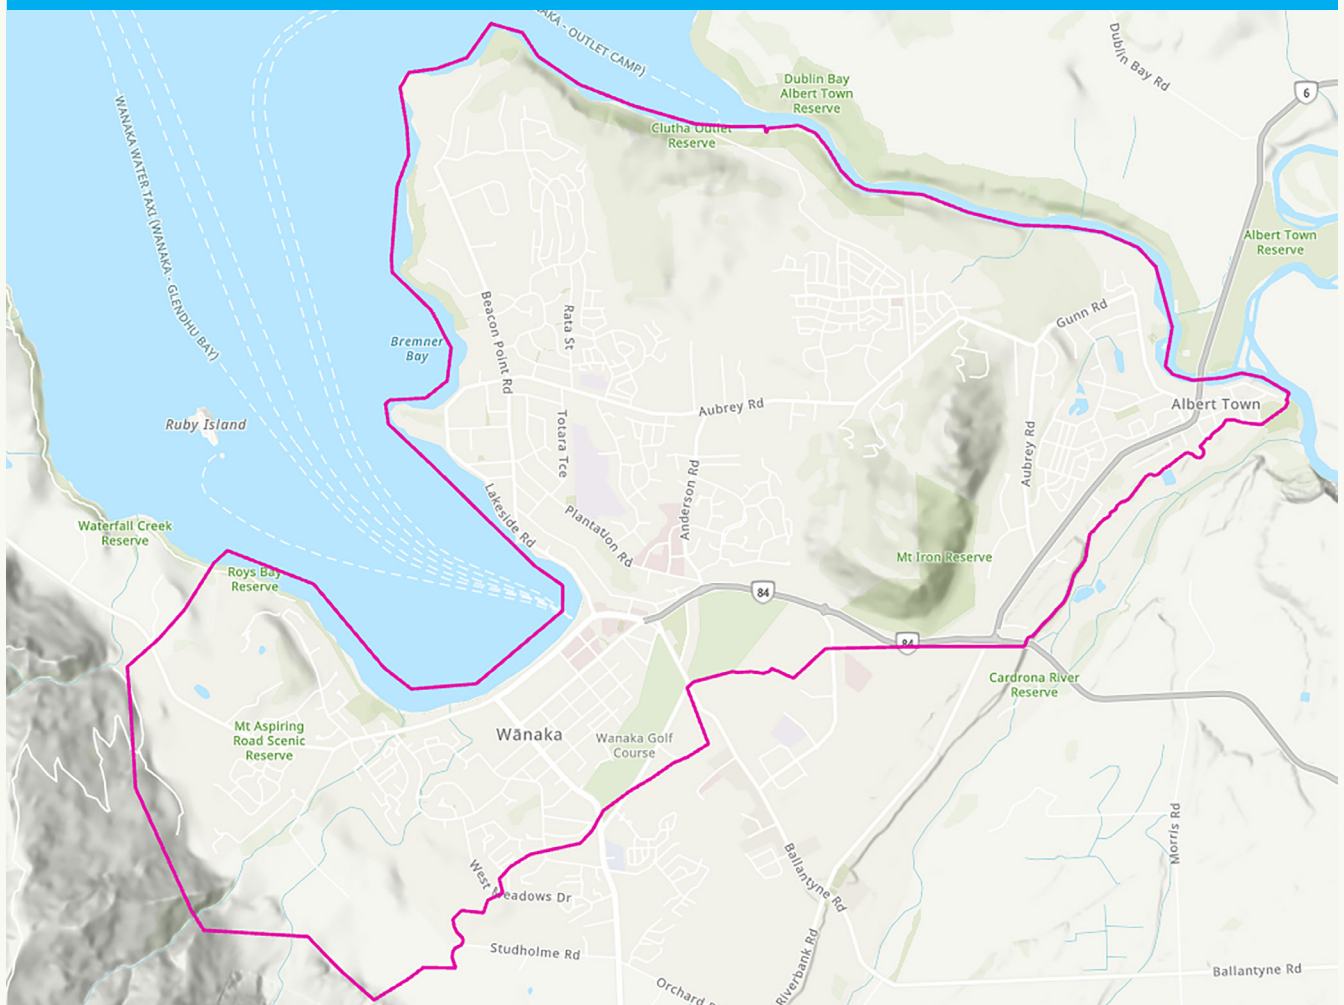 AKA - OUTLET CAMP)
Dublin Bay Rd
Dublin Bay
Albert Town
Reserve
6
WANAKA WATER TAXI (WANAKA - GLENDHU BAY)
Clutha Outlet
Reserve
Albert Town
Reserve
Bremner
Bay
Beacon Point Rd
Rata St
Gunn Rd
Aubrey Rd
Albert Town
Ruby Island
Totara Tce
Anderson Rd
Aubrey Rd
Lakeside Rd
Plantation Rd
Waterfall Creek
Reserve
Mt Iron Reserve
Roys Bay
Reserve
84
84
Cardrona River
Reserve
Mt Aspiring
Road Scenic
Reserve
Wānaka
Wanaka Golf
Course
Morris Rd
West Meadows Dr
Ballantyne Rd
Studholme Rd
Riverbank Rd
Orchard
Ballantyne Rd